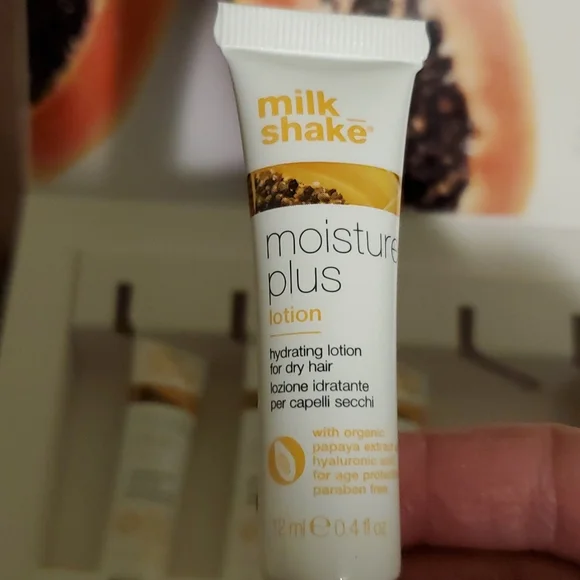 milk
shake®
moisture
plus
lotion
hydrating lotion
for dry hair
lozione idratante
per capelli secchi
with organic
papaya extract
hyaluronic
for age
paraben free
12 ml e 0.4 fl.oz